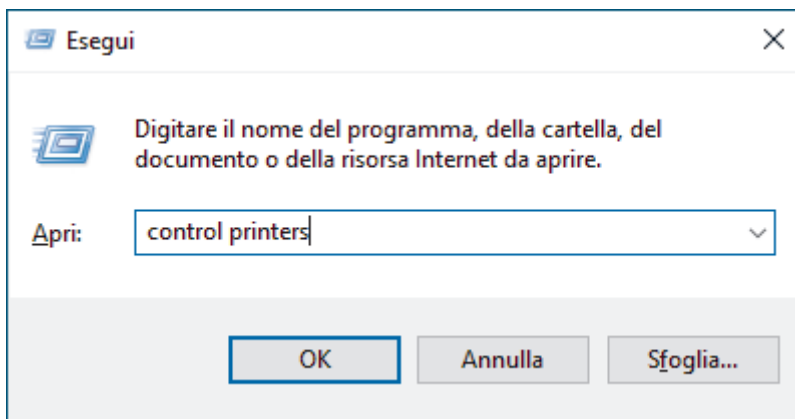 Esegui
Digitare il nome del programma, della cartella, del
documento o della risorsa Internet da aprire.
Apri: control printers
OK Annulla Sfoglia...